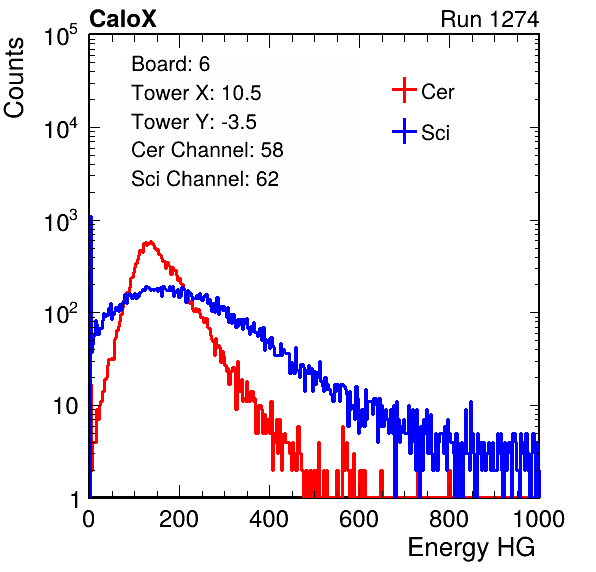 CaloX Run 1274
Counts
10^5
10^4
10^3
10^2
10
1
Board: 6
Tower X: 10.5
Tower Y: -3.5
Cer Channel: 58
Sci Channel: 62
Cer
Sci
0 200 400 600 800 1000
Energy HG